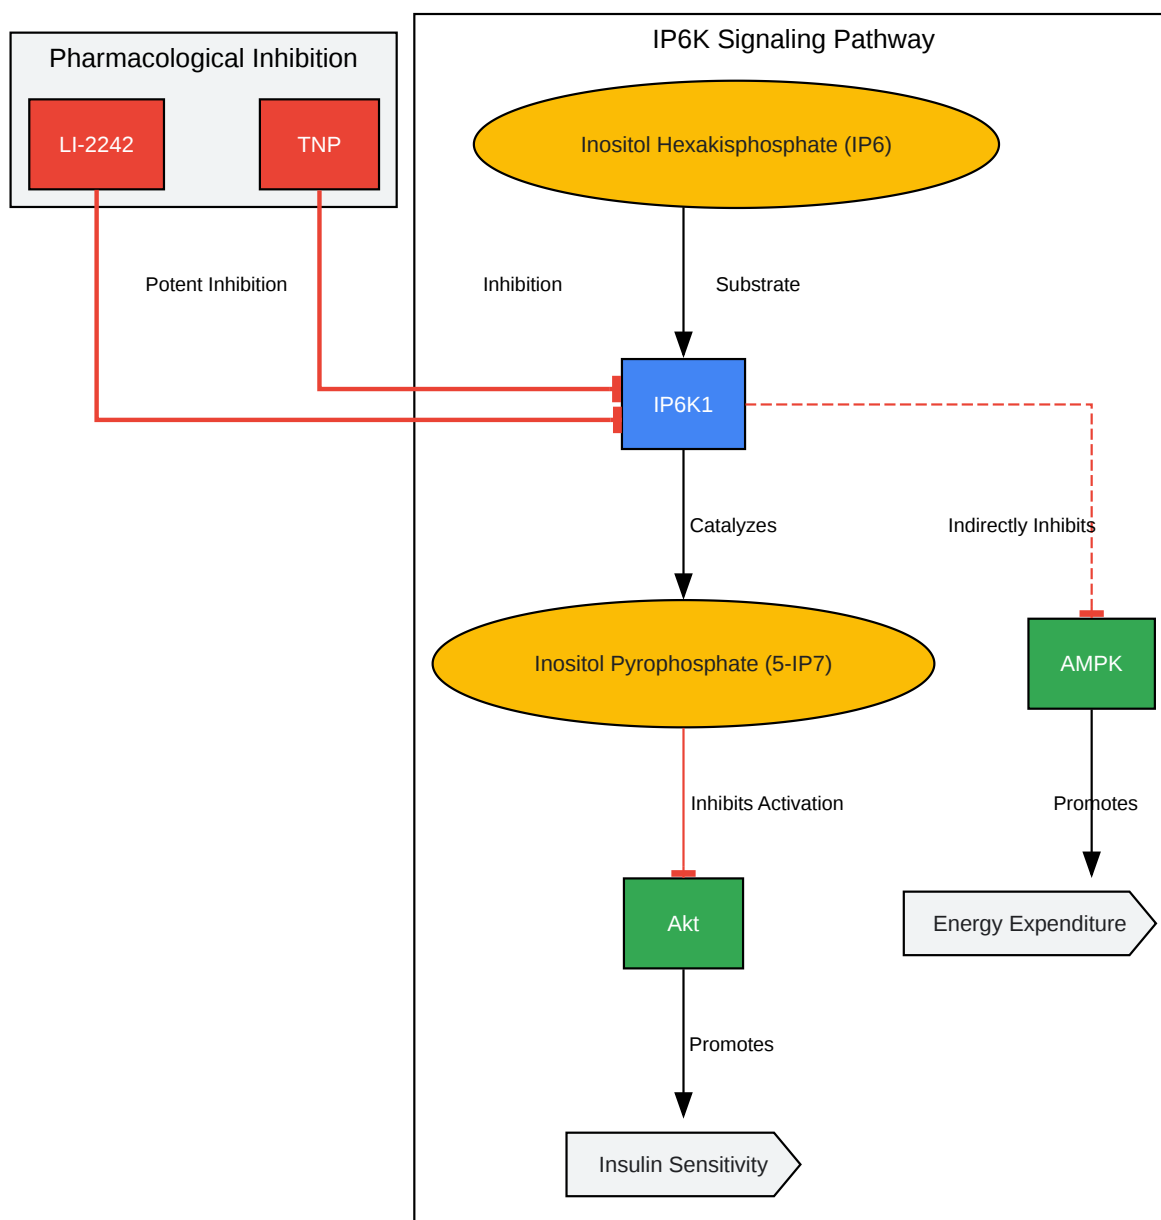 Pharmacological Inhibition
LI-2242
TNP
IP6K Signaling Pathway
Inositol Hexakisphosphate (IP6)
Potent Inhibition
Inhibition
Substrate
IP6K1
Catalyzes
Indirectly Inhibits
Inositol Pyrophosphate (5-IP7)
AMPK
Inhibits Activation
Promotes
Akt
Energy Expenditure
Promotes
Insulin Sensitivity